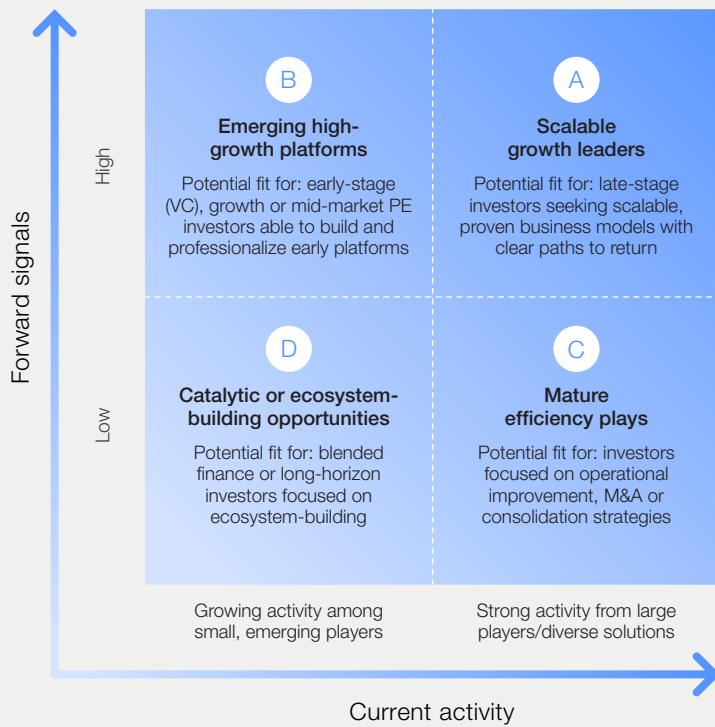 Forward signals
High
Low
B
Emerging high-
growth platforms
Potential fit for: early-stage
(VC), growth or mid-market PE
investors able to build and
professionalize early platforms
A
Scalable
growth leaders
Potential fit for: late-stage
investors seeking scalable,
proven business models with
clear paths to return
D
Catalytic or ecosystem-
building opportunities
Potential fit for: blended
finance or long-horizon
investors focused on
ecosystem-building
C
Mature
efficiency plays
Potential fit for: investors
focused on operational
improvement, M&A or
consolidation strategies
Growing activity among
small, emerging players
Strong activity from large
players/diverse solutions
Current activity